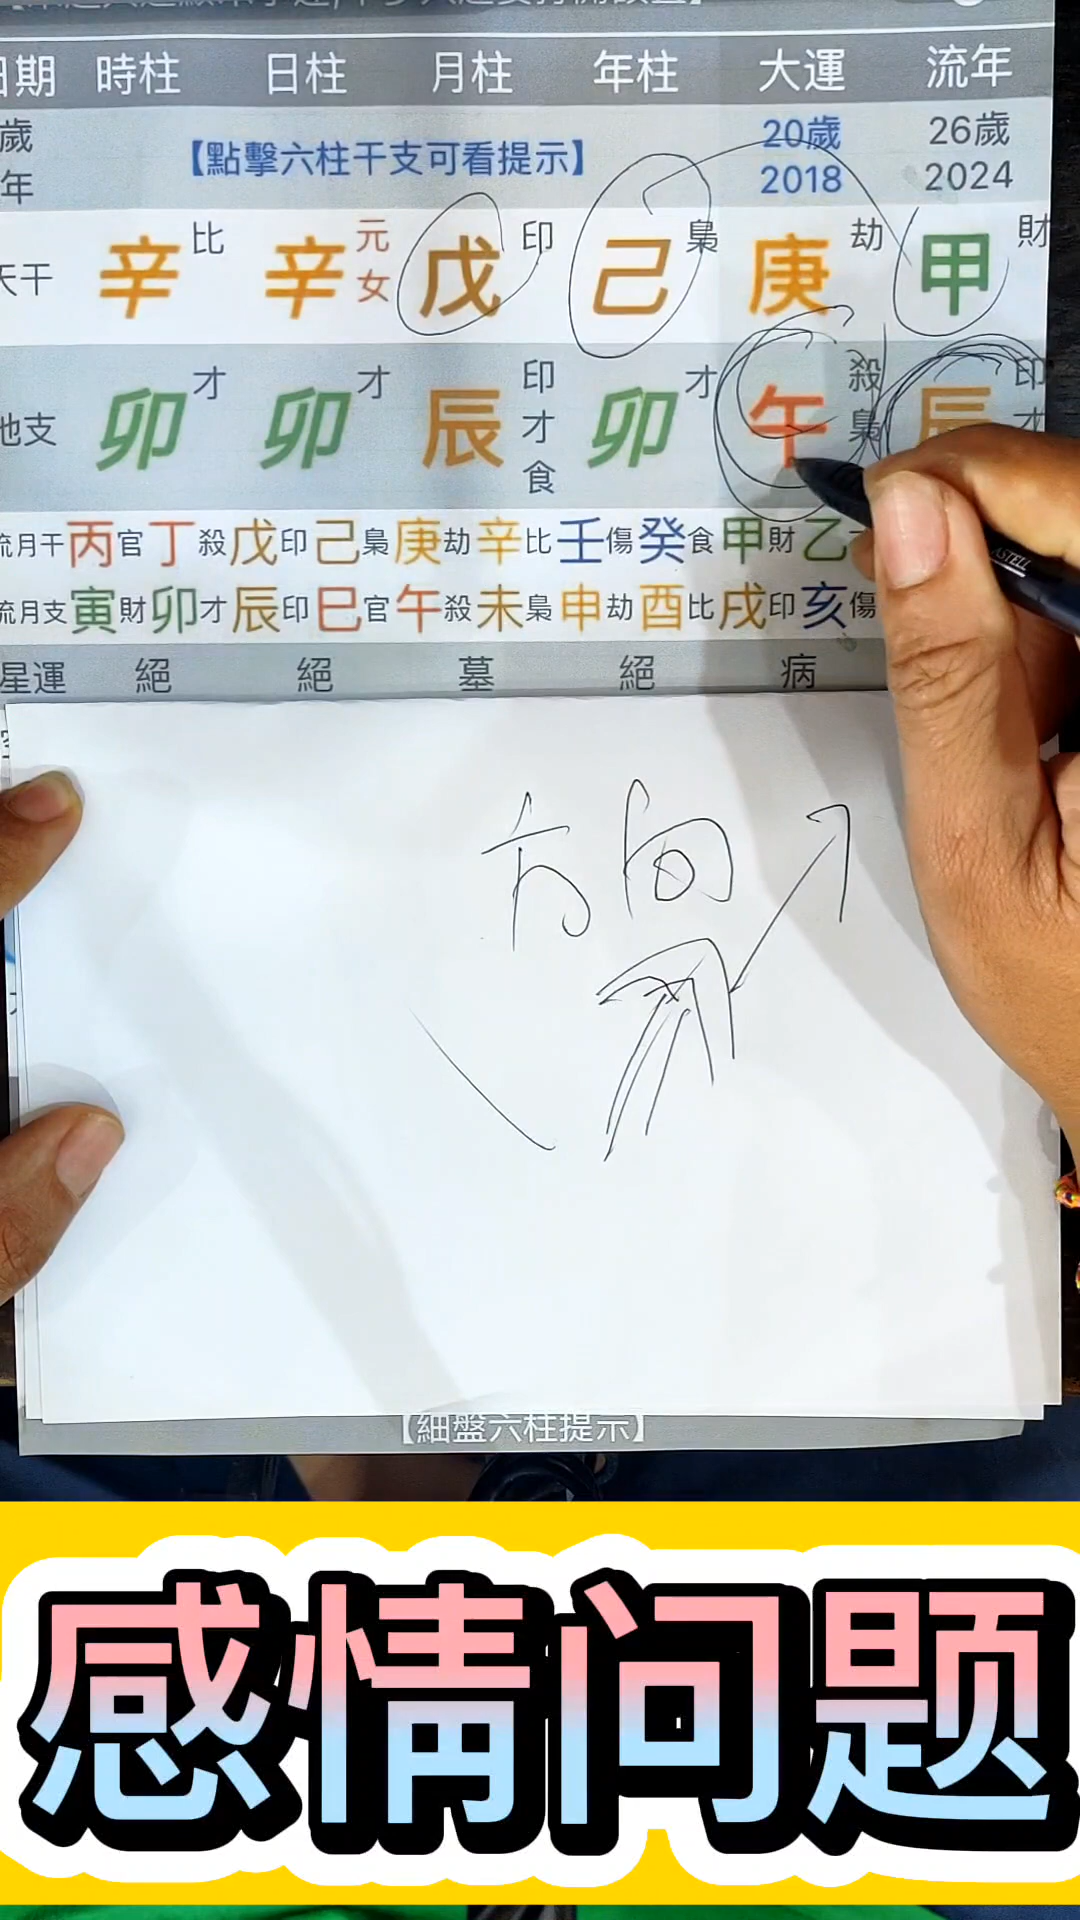 日期 時柱 日柱 月柱 年柱 大運 流年
歲 【點擊六柱干支可看提示】 20歲 26歲
年 2018 2024
天干 辛 比 辛 元女 戊 印 己 梟 庚 劫 甲 財
地支 卯 才 卯 才 辰 印才食 卯 才 午 殺梟 辰 印才
流月干 丙官 丁殺 戊印 己梟 庚劫 辛比 壬傷 癸食 甲財 乙
流月支 寅財 卯才 辰印 巳官 午殺 未梟 申劫 酉比 戌印 亥傷
星運 絕 絕 墓 絕 病
方向
【細盤六柱提示】
感情问题